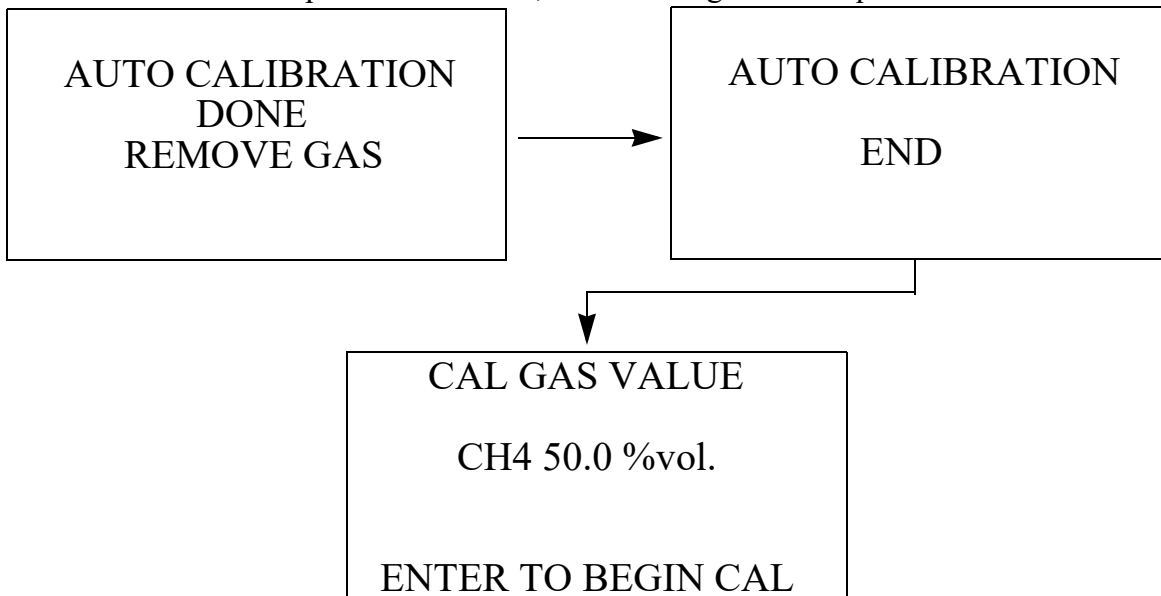 AUTO CALIBRATION
DONE
REMOVE GAS
AUTO CALIBRATION
END
CAL GAS VALUE
CH4 50.0 %vol.
ENTER TO BEGIN CAL